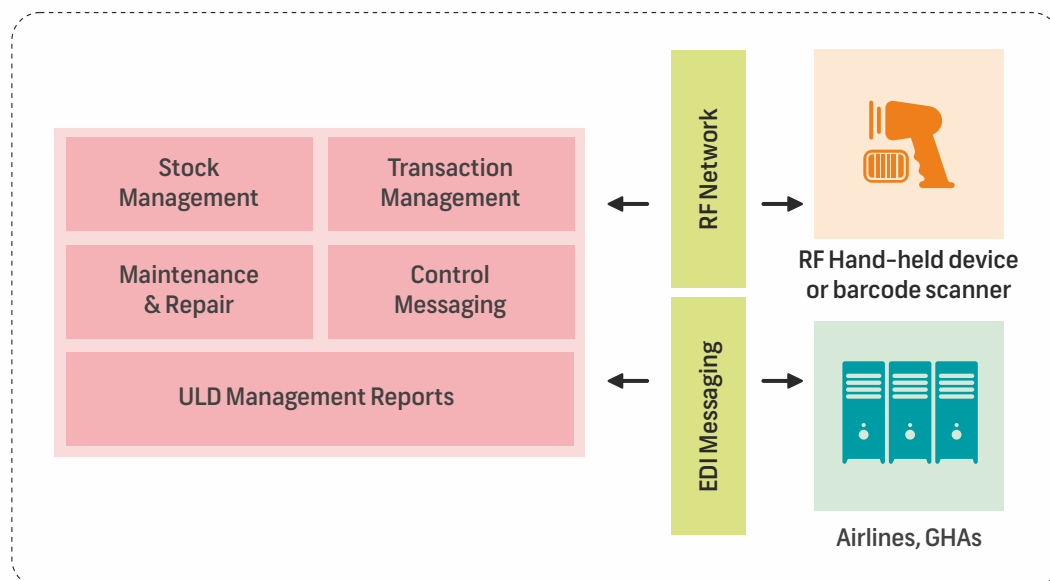 Stock
Management
Transaction
Management
Maintenance
& Repair
Control
Messaging
ULD Management Reports
RF Network
EDI Messaging
RF Hand-held device
or barcode scanner
Airlines, GHAs